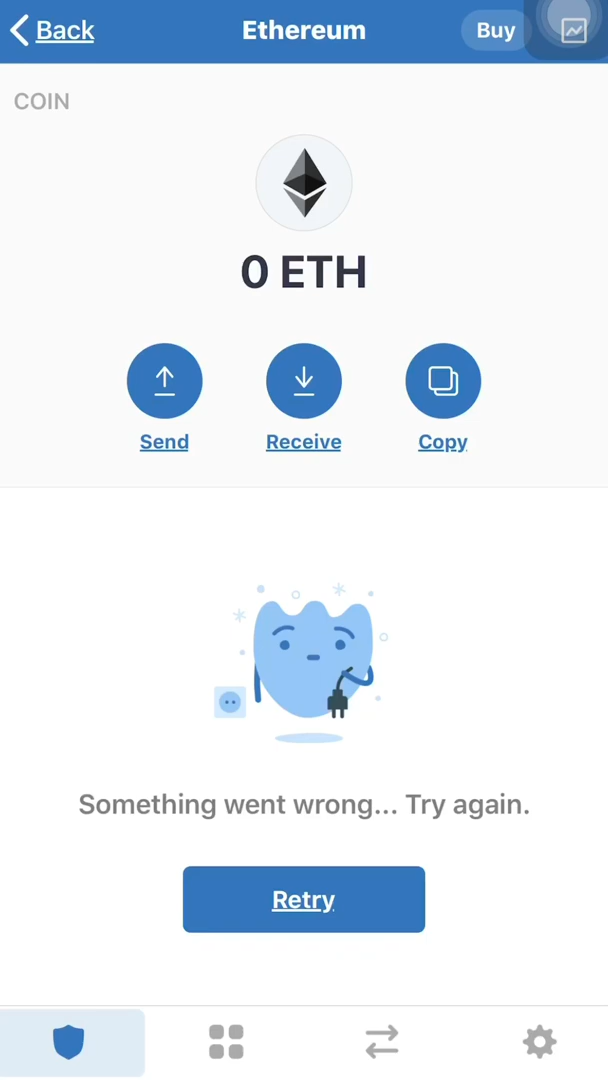 Back
Ethereum
Buy
COIN
0 ETH
Send
Receive
Copy
Something went wrong... Try again.
Retry